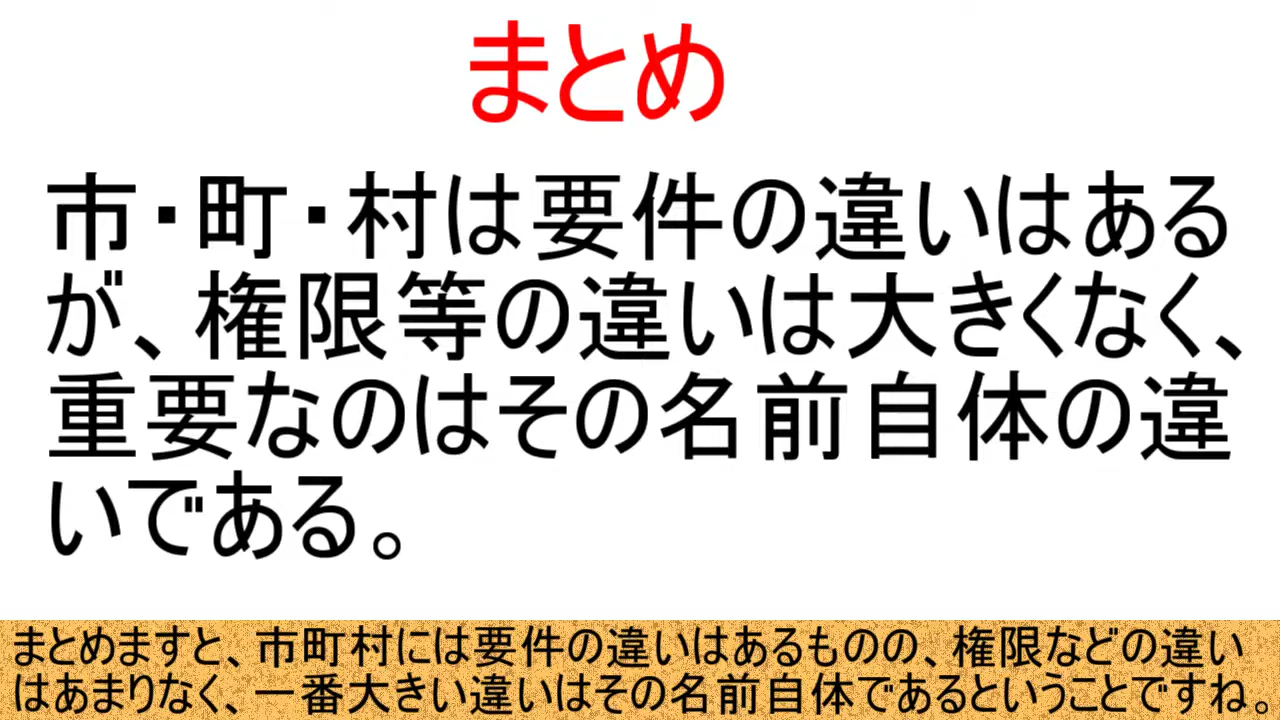 まとめ
市・町・村は要件の違いはある
が、権限等の違いは大きくなく、
重要なのはその名前自体の違
いである。
まとめますと、市町村には要件の違いはあるものの、権限などの違い
はあまりなく、一番大きい違いはその名前自体であるということですね。